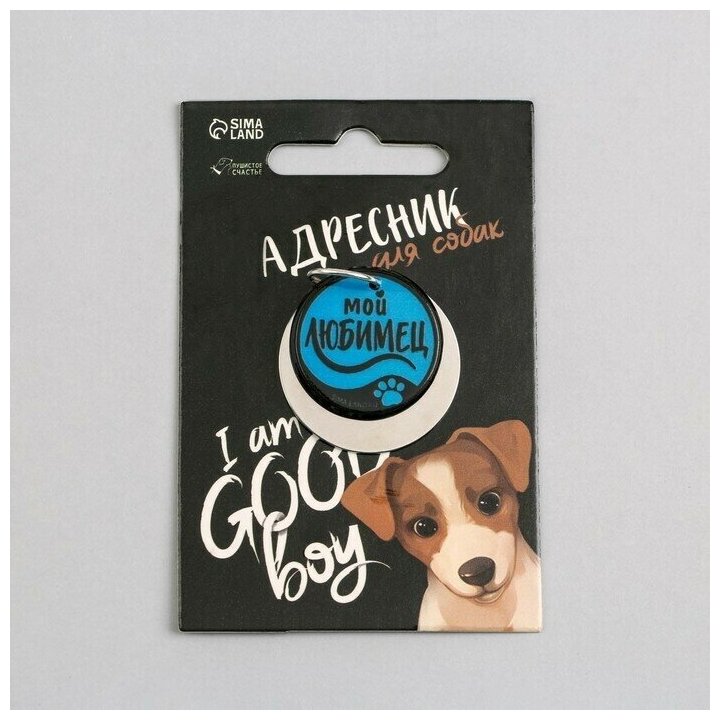 SIMA
LAND
ПУШИСТОЕ
СЧАСТЬЕ
АДРЕСНИК
для собак
мой
ЛЮБИМЕЦ
I am
GOOD
boy